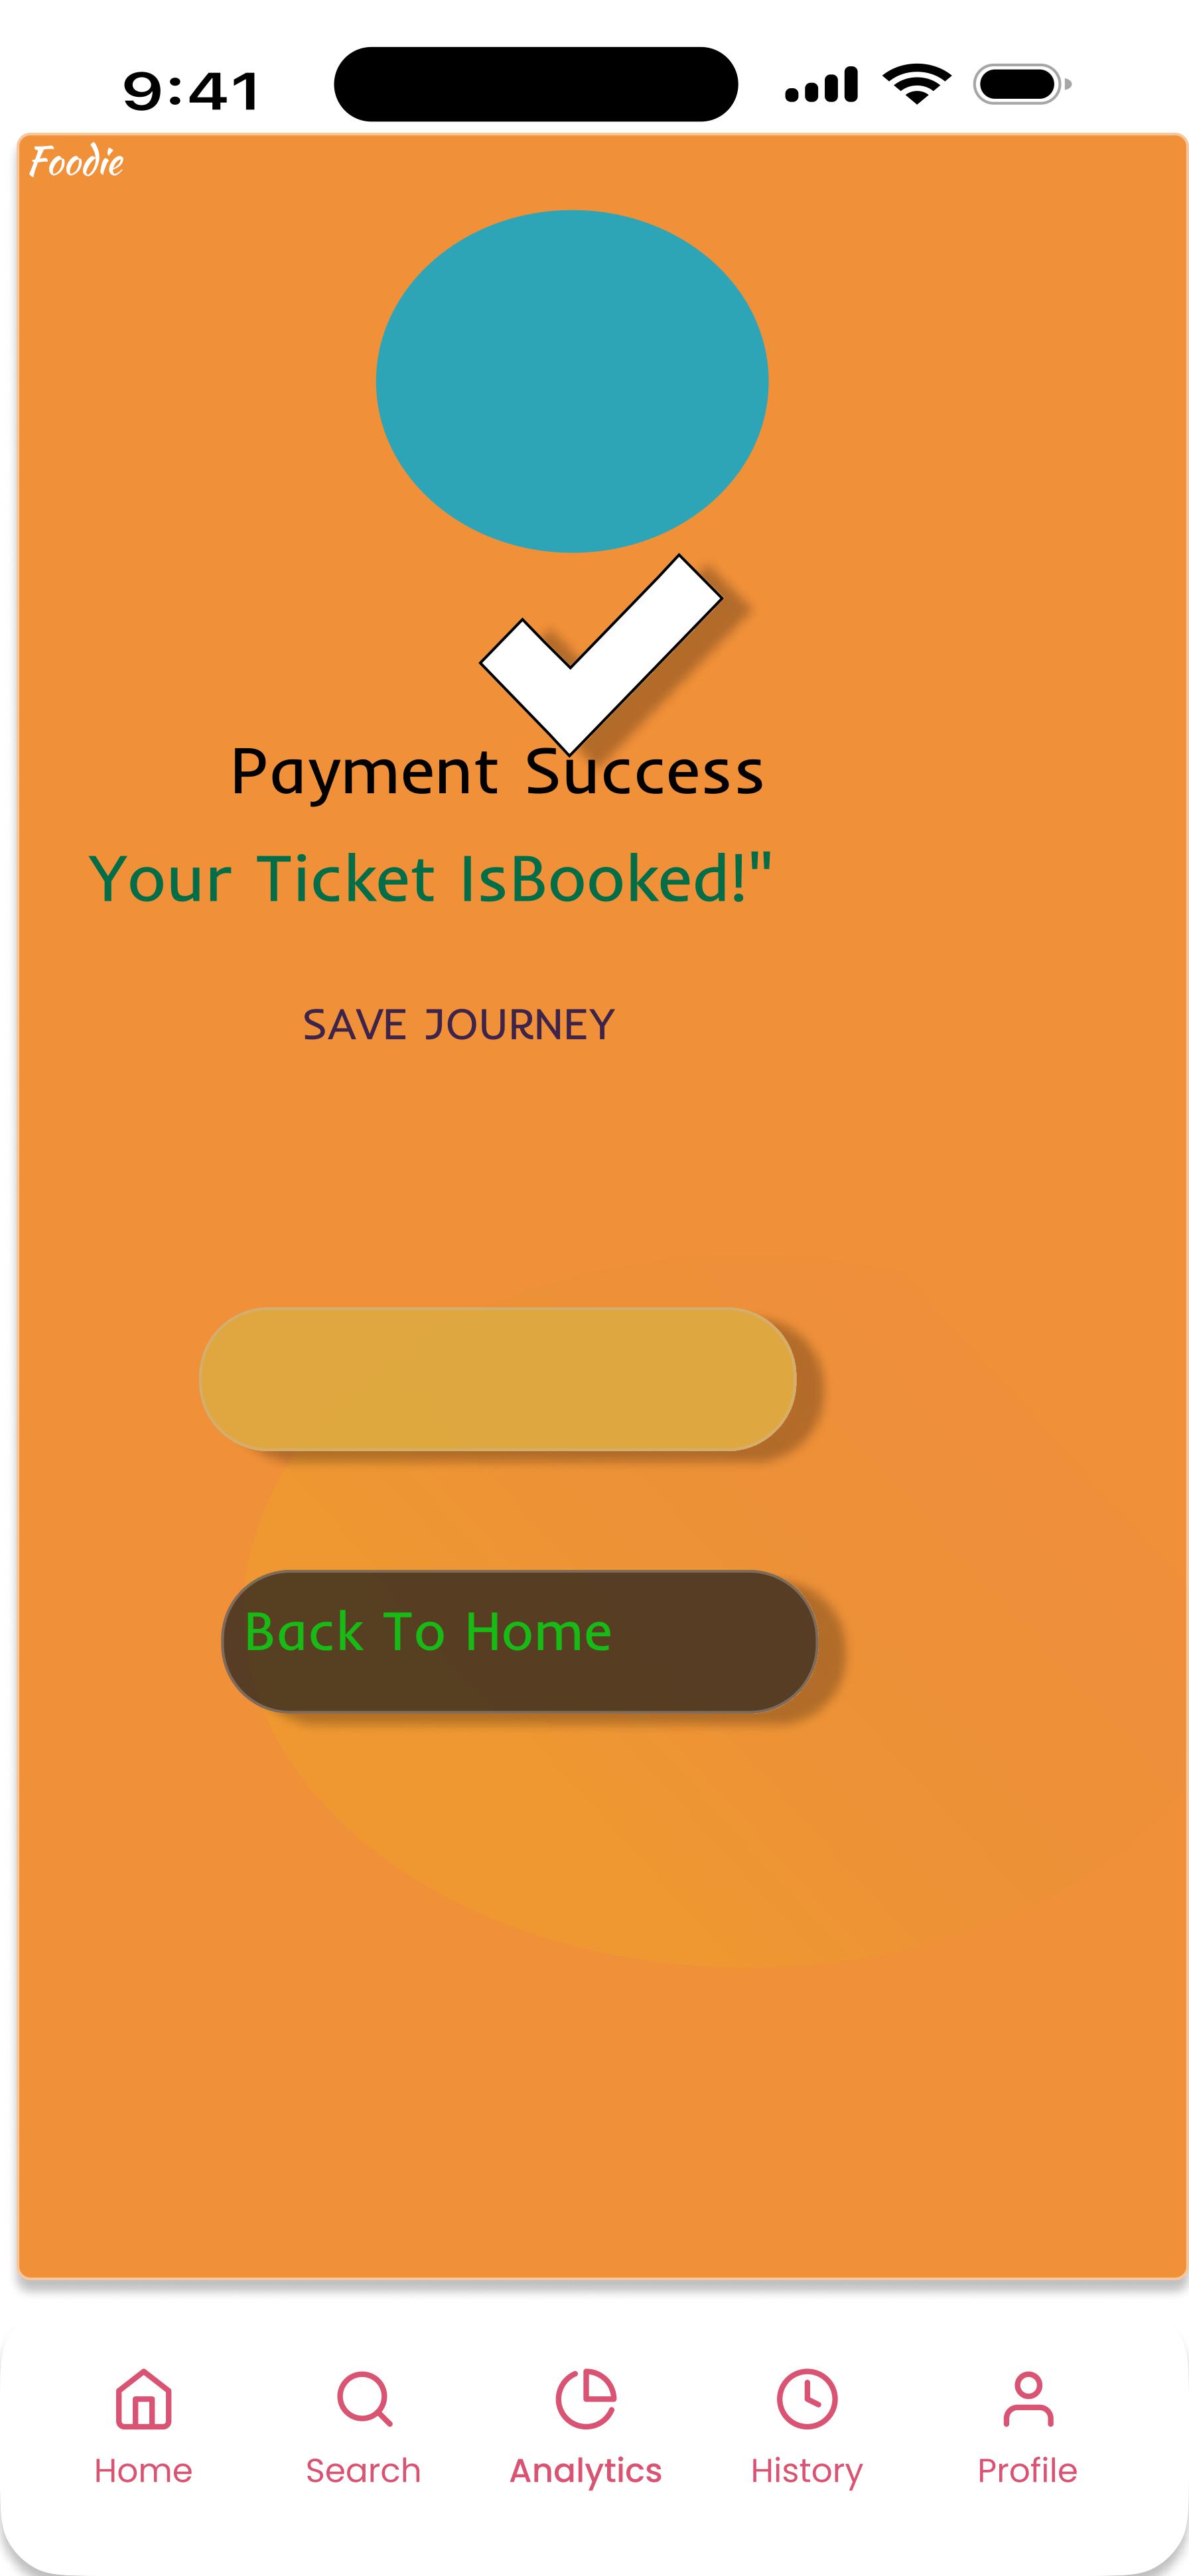 9:41
Foodie
Payment Success
Your Ticket IsBooked!"
SAVE JOURNEY
Back To Home
Home Search Analytics History Profile